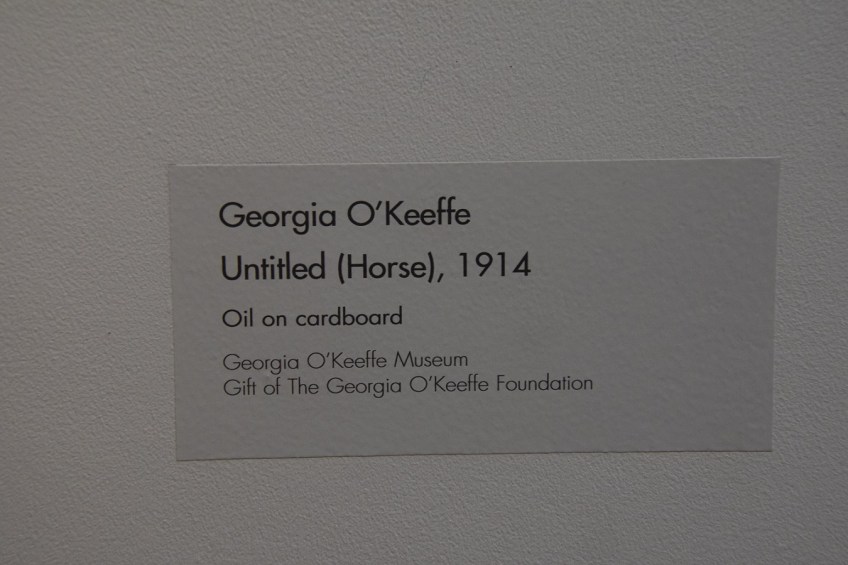 Georgia O'Keeffe
Untitled (Horse), 1914
Oil on cardboard
Georgia O'Keeffe Museum
Gift of The Georgia O'Keeffe Foundation